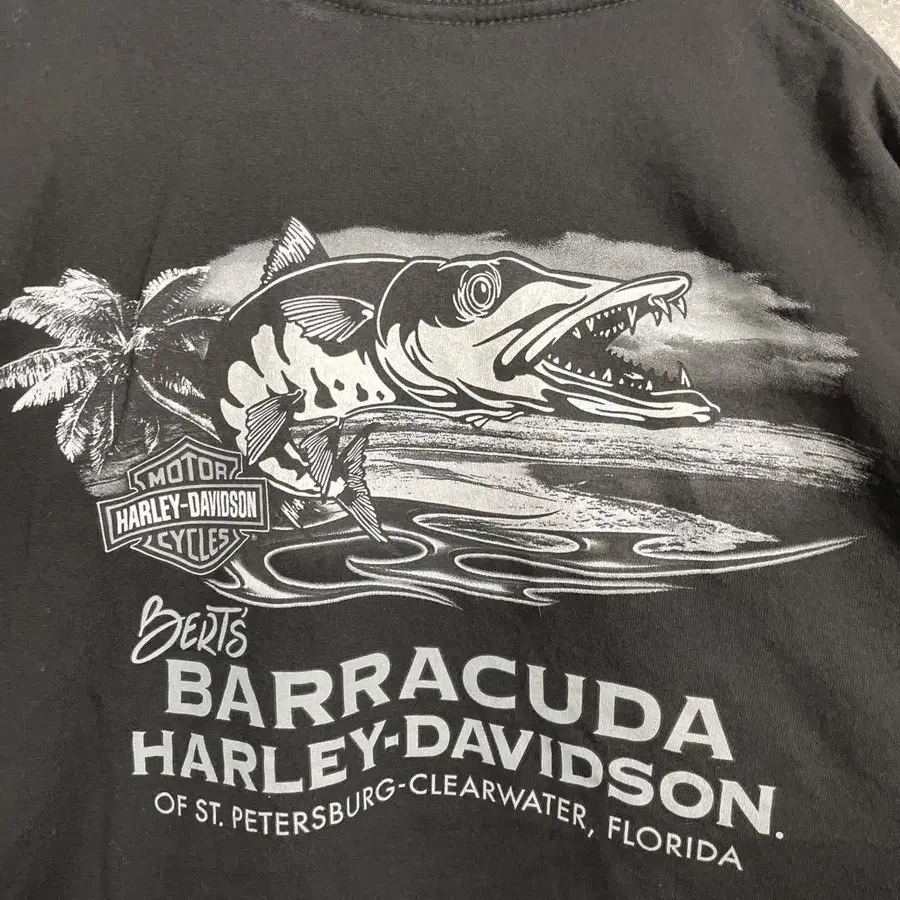 MOTOR
HARLEY-DAVIDSON
CYCLES
BERT'S
BARRACUDA
HARLEY-DAVIDSON.
OF ST. PETERSBURG-CLEARWATER, FLORIDA